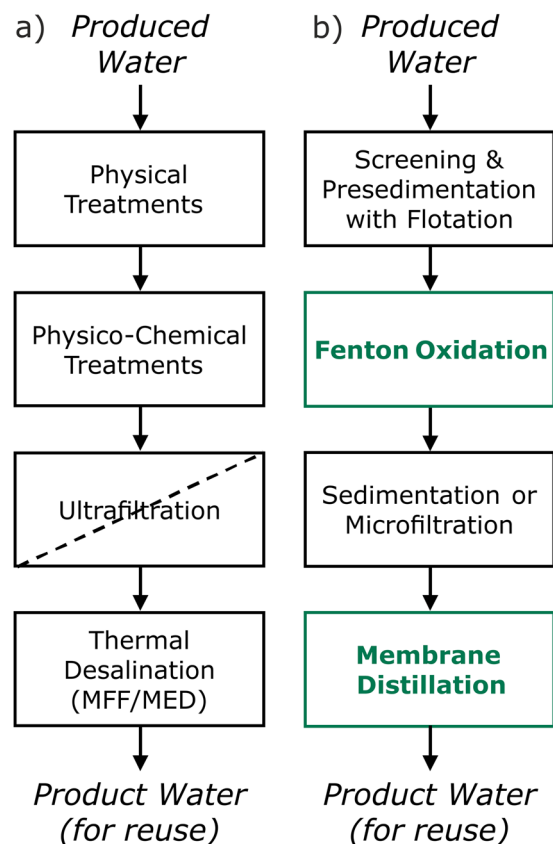 a)
Produced
Water
Physical
Treatments
Physico-Chemical
Treatments
Ultrafiltration
Thermal
Desalination
(MFF/MED)
Product Water
(for reuse)
b)
Produced
Water
Screening &
Presedimentation
with Flotation
Fenton Oxidation
Sedimentation or
Microfiltration
Membrane
Distillation
Product Water
(for reuse)